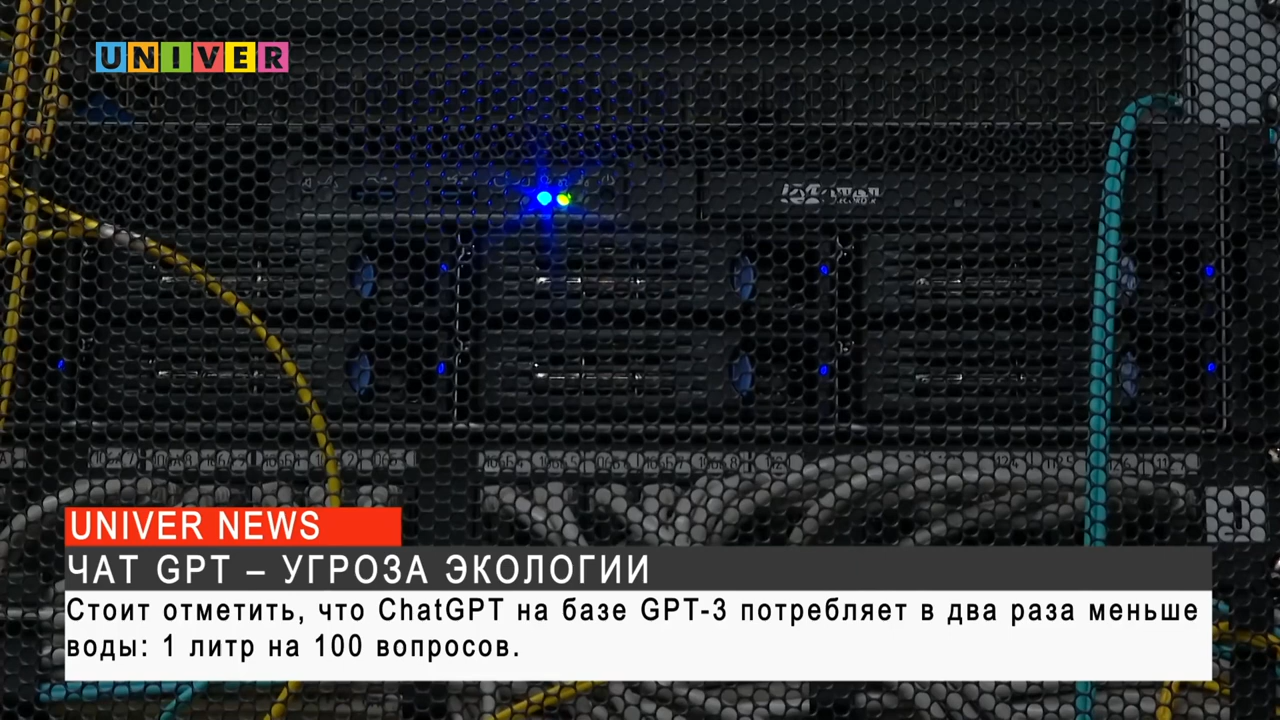 UNIVER
UNIVER NEWS
ЧАТ GPT – УГРОЗА ЭКОЛОГИИ
Стоит отметить, что ChatGPT на базе GPT-3 потребляет в два раза меньше
воды: 1 литр на 100 вопросов.